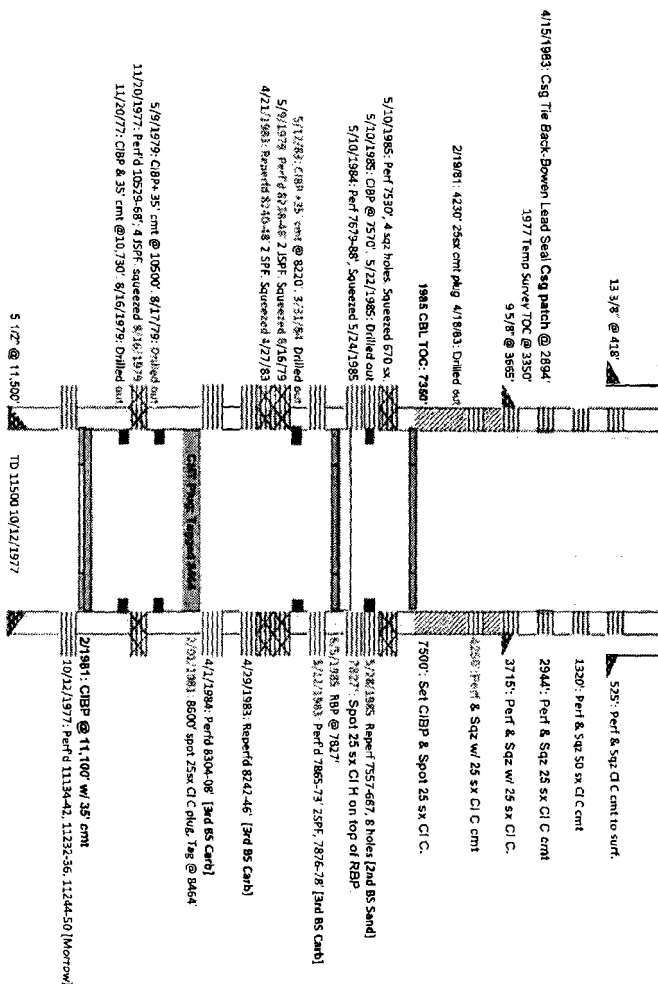 13 3/8" @ 418'
4/15/1983: Csg Tie Back-Bowen Lead Seal Csg patch @ 2894'
1977 Temp Survey TOC @ 3350'
9 5/8" @ 3665'
2/19/81: 4230' 25sx cmt plug 4/18/83: Drilled out
1985 CBL TOC: 7350'
5/10/1985: Perf 7530', 4 sqz holes. Squeezed 670 sx
5/10/1985: CIBP @ 7570'. 5/22/1985: Drilled out
5/10/1984: Perf 7679-88', Squeezed 5/24/1985
5/12/83: CIBP +35' cmt @ 8220'. 3/31/84 Drilled out
5/9/1979 Perf'd 8238-48' 2 JSPF. Squeezed 8/16/79
4/21/1983: Reperfd 8240-48' 2 SPF. Squeezed 4/27/83
5/9/1979: CIBP+ 35' cmt @ 10500'. 8/17/79: Drilled out
11/20/1977: Perf'd 10529-68'; 4 JSPF. squeezed 8/16/1979
11/20/77: CIBP & 35' cmt @10,730'. 8/16/1979: Drilled out
5 1/2" @ 11,500'
CMT Plug: Tagged 8464
TD 11500 10/12/1977
525': Perf & Sqz Cl C cmt to surf.
1320': Perf & Sqz 50 sx Cl C cmt
2944': Perf & Sqz 25 sx Cl C cmt
3715': Perf & Sqz w/ 25 sx Cl C.
4256': Perf & Sqz w/ 25 sx Cl C cmt
7500': Set CIBP & Spot 25 sx Cl C.
5/28/1985 Reperf 7557-667, 8 holes [2nd BS Sand]
7827': Spot 25 sx Cl H on top of RBP.
/1985 RBP @ 7827'
1983 Perf'd 7865-73' 2SPF, 7876-78' [3rd BS Carb]
4/29/1983: Reperfd 8242-46' [3rd BS Carb]
4/1/1984: Perfd 8304-08' [3rd BS Carb]
1981: 8600' spot 25sx Cl C plug, Tag @ 8464'
2/1981: CIBP @ 11,100' w/ 35' cmt
10/12/1977: Perf'd 11134-42, 11232-36, 11244-50 [Morrow]